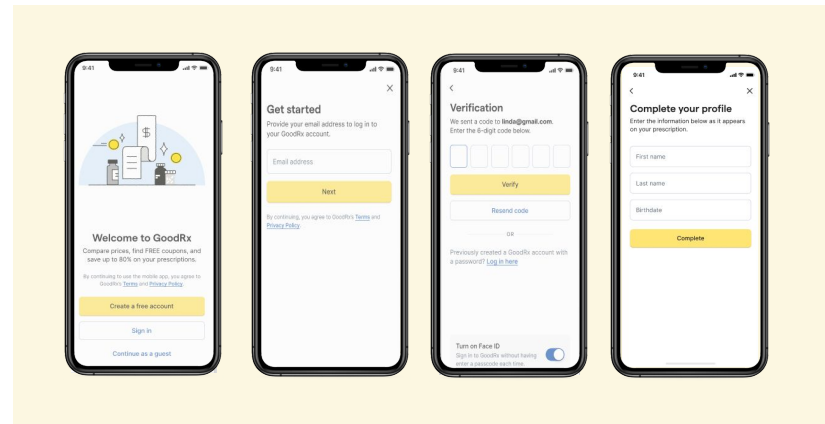 9:41
$
Welcome to GoodRx
Compare prices, find FREE coupons, and
save up to 80% on your prescriptions.
By continuing to use the mobile app, you agree to
GoodRx's Terms and Privacy Policy.
Create a free account
Sign in
Continue as a guest
9:41
Get started
Provide your email address to log in to
your GoodRx account.
Email address
Next
By continuing, you agree to GoodRx's Terms and
Privacy Policy.
9:41
Verification
We sent a code to linda@gmail.com.
Enter the 6-digit code below.
Verify
Resend code
OR
Previously created a GoodRx account with
a password? Log in here
Turn on Face ID
Sign in to GoodRx without having
enter a passcode each time.
9:41
Complete your profile
Enter the information below as it appears
on your prescription.
First name
Last name
Birthdate
Complete